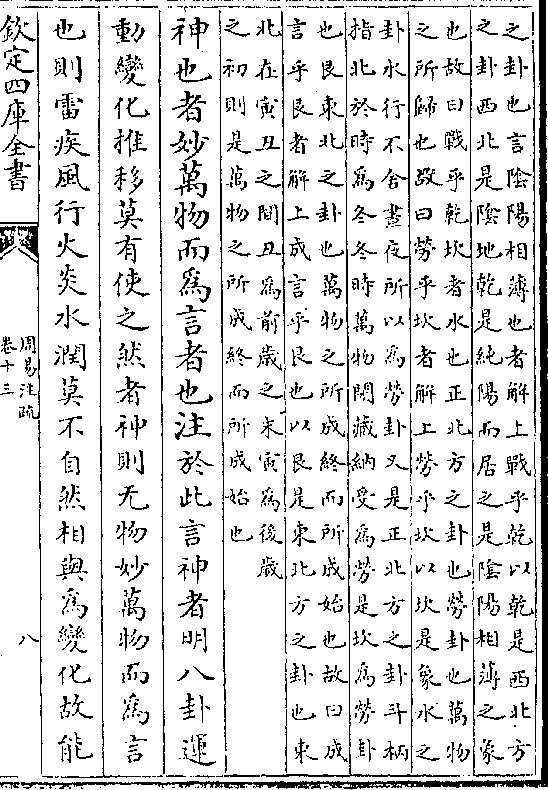 之卦也言陰陽相薄也者解上戰乎乾以乾是西北方
之卦西北是陰地乾是純陽而居之是陰陽相薄之象
也故曰戰乎乾坎者水也正北方之卦也勞卦也萬物
之所歸也故曰勞乎坎者解上勞乎坎以坎是象水之
卦水行不舍晝夜所以為勞卦又是正北方之卦斗柄
指北於時為冬冬時萬物閉藏納受為勞是坎為勞卦
也艮東北之卦也萬物之所成終而所成始也故曰成
言乎艮者解上成言乎艮也以艮是東北方之卦也東
北在寅丑之間丑為前歲之末寅為後歲
之初則是萬物之所成終而所成始也
神也者妙萬物而為言者也注於此言神者明八卦運
動變化推移莫有使之然者神則无物妙萬物而為言
也則雷疾風行火炎水潤莫不自然相與為變化故能
欽定四庫全書
周易注疏
卷十三
八